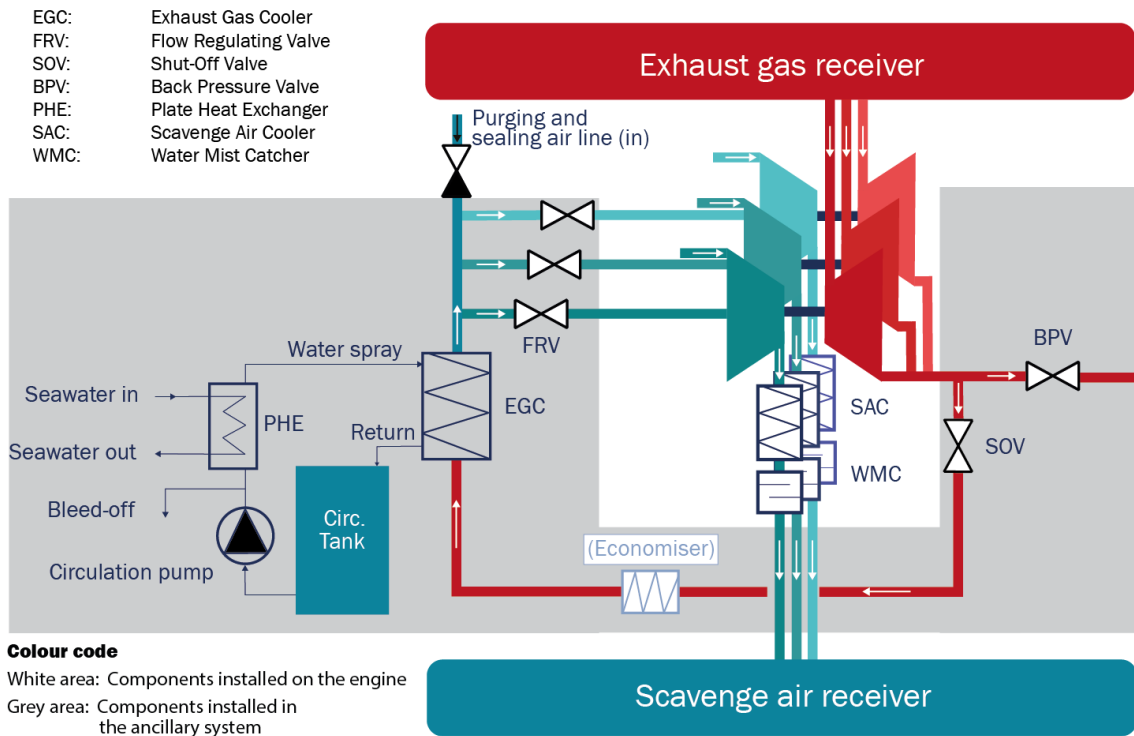 EGC: Exhaust Gas Cooler
FRV: Flow Regulating Valve
SOV: Shut-Off Valve
BPV: Back Pressure Valve
PHE: Plate Heat Exchanger
SAC: Scavenge Air Cooler
WMC: Water Mist Catcher
Exhaust gas receiver
Purging and
sealing air line (in)
FRV
BPV
Water spray
Seawater in
PHE
EGC
SAC
Return
Seawater out
SOV
WMC
Bleed-off
Circ.
Tank
(Economiser)
Circulation pump
Colour code
White area: Components installed on the engine
Grey area: Components installed in
the ancillary system
Scavenge air receiver